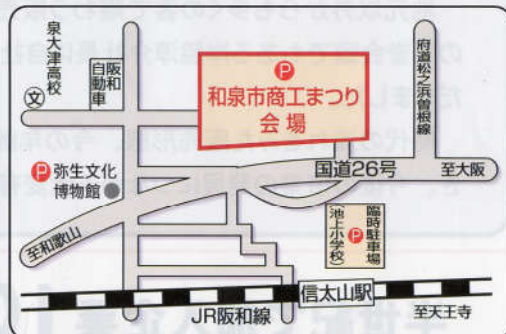 泉大津高校
文
阪和
自動車
P
和泉市商工まつり
会場
府道松之浜曽根線
P 弥生文化
博物館
国道26号
至大阪
至和歌山
P
臨時駐車場
(池上小学校)
信太山駅
JR阪和線
至天王寺